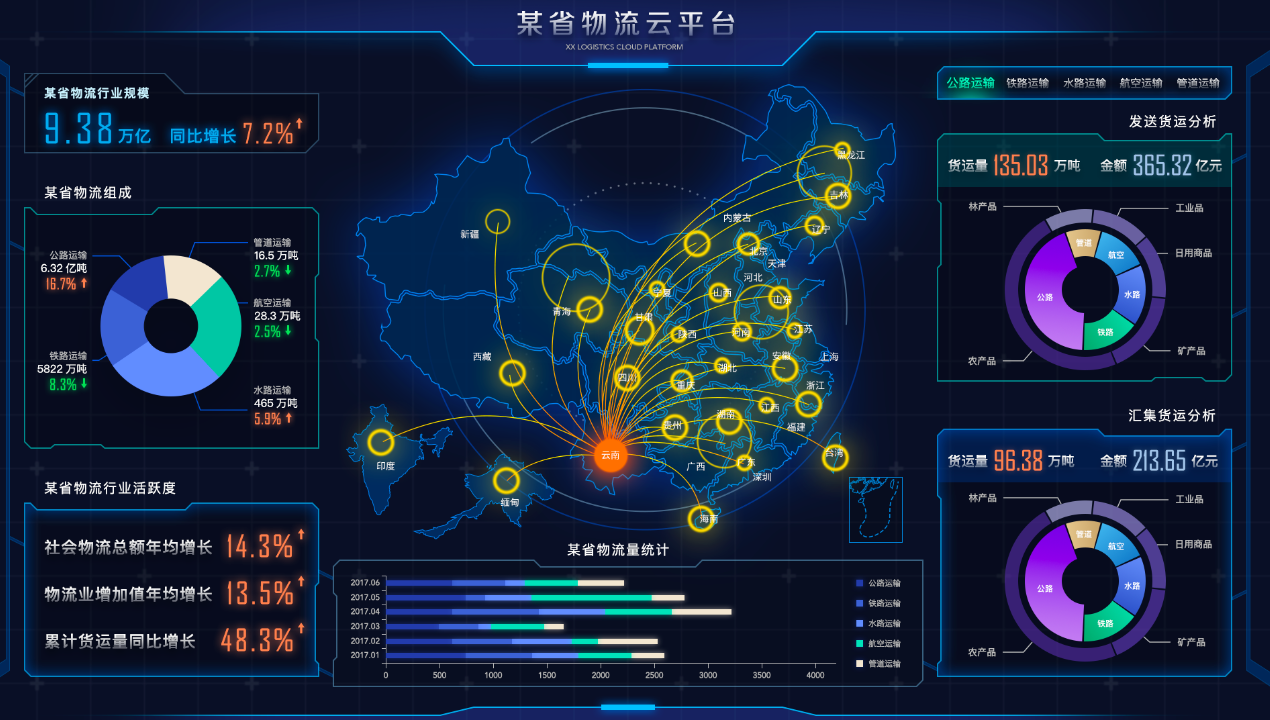 某省物流云平台
XX LOGISTICS CLOUD PLATFORM
某省物流行业规模
9.38 万亿 同比增长 7.2%↑
某省物流组成
公路运输
6.32 亿吨
16.7% ↑
管道运输
16.5 万吨
2.7% ↓
航空运输
28.3 万吨
2.5% ↓
铁路运输
5822 万吨
8.3% ↓
水路运输
465 万吨
5.9% ↑
某省物流行业活跃度
社会物流总额年均增长 14.3%↑
物流业增加值年均增长 13.5%↑
累计货运量同比增长 48.3%↑
黑龙江
吉林
辽宁
内蒙古
新疆
北京
天津
河北
宁夏
山西
山东
青海
甘肃
陕西
河南
江苏
西藏
安徽
上海
湖北
四川
重庆
浙江
江西
湖南
贵州
福建
云南
台湾
广西
广东
深圳
印度
缅甸
海南
某省物流量统计
2017.06
2017.05
2017.04
2017.03
2017.02
2017.01
0 500 1000 1500 2000 2500 3000 3500 4000
公路运输
铁路运输
水路运输
航空运输
管道运输
公路运输 铁路运输 水路运输 航空运输 管道运输
发送货运分析
货运量 135.03 万吨 金额 365.32 亿元
林产品
工业品
日用商品
矿产品
农产品
管道
航空
水路
铁路
公路
汇集货运分析
货运量 96.38 万吨 金额 213.65 亿元
林产品
工业品
日用商品
矿产品
农产品
管道
航空
水路
铁路
公路